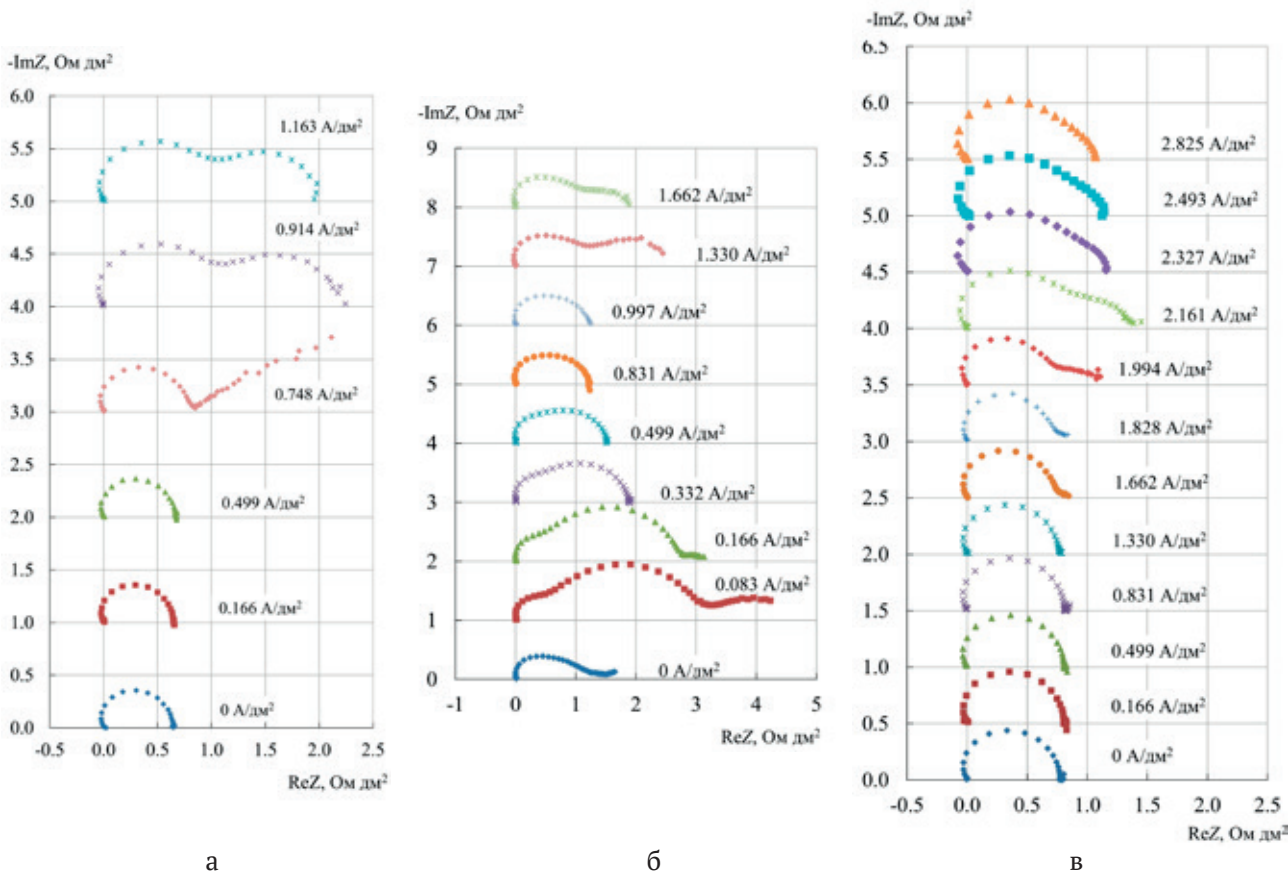 -ImZ, Ом дм²
6.0
5.5
5.0
4.5
4.0
3.5
3.0
2.5
2.0
1.5
1.0
0.5
0.0
1.163 А/дм²
0.914 А/дм²
0.748 А/дм²
0.499 А/дм²
0.166 А/дм²
0 А/дм²
-0.5 0.0 0.5 1.0 1.5 2.0 2.5
ReZ, Ом дм²
а
-ImZ, Ом дм²
9
8
7
6
5
4
3
2
1
0
1.662 А/дм²
1.330 А/дм²
0.997 А/дм²
0.831 А/дм²
0.499 А/дм²
0.332 А/дм²
0.166 А/дм²
0.083 А/дм²
0 А/дм²
-1 0 1 2 3 4 5
ReZ, Ом дм²
б
-ImZ, Ом дм²
6.5
6.0
5.5
5.0
4.5
4.0
3.5
3.0
2.5
2.0
1.5
1.0
0.5
0.0
2.825 А/дм²
2.493 А/дм²
2.327 А/дм²
2.161 А/дм²
1.994 А/дм²
1.828 А/дм²
1.662 А/дм²
1.330 А/дм²
0.831 А/дм²
0.499 А/дм²
0.166 А/дм²
0 А/дм²
-0.5 0.0 0.5 1.0 1.5 2.0 2.5
ReZ, Ом дм²
в